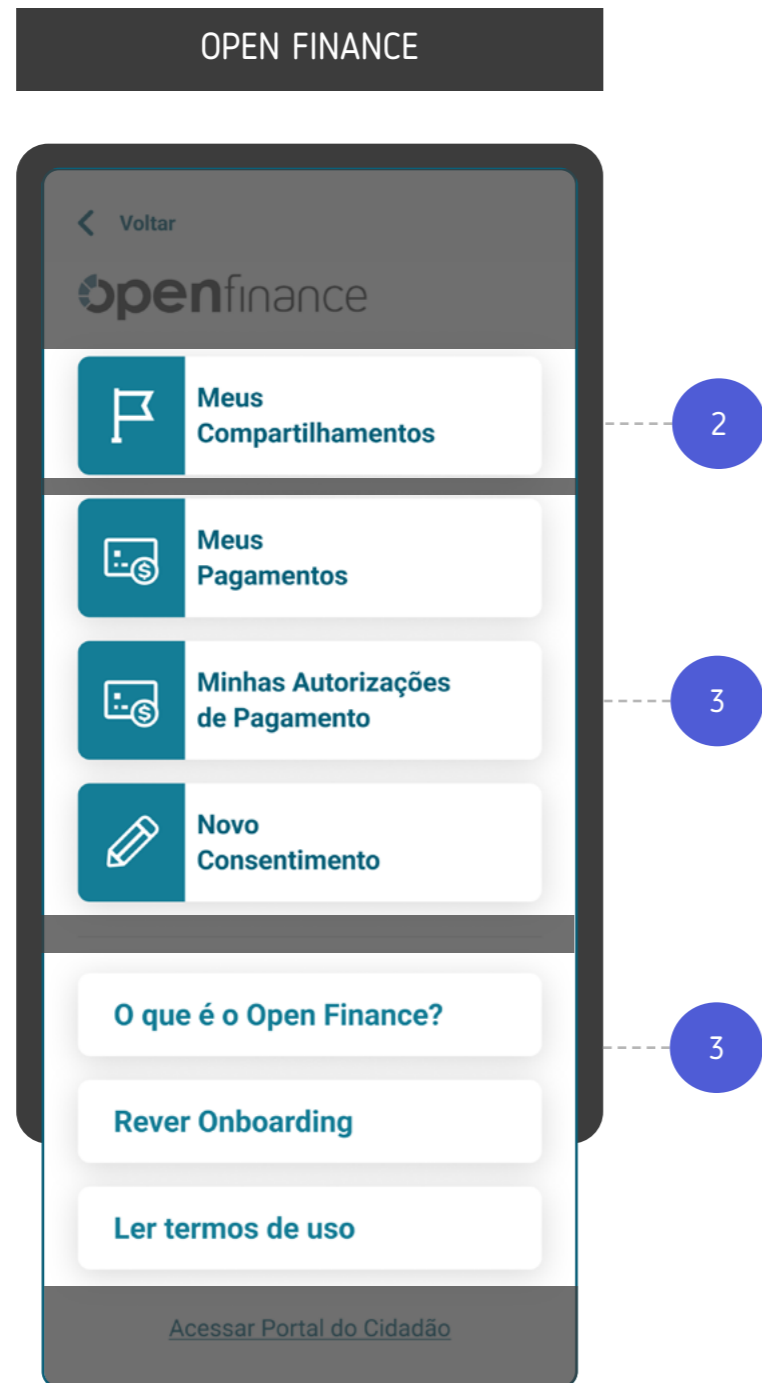 OPEN FINANCE
Voltar
openfinance
Meus
Compartilhamentos
2
Meus
Pagamentos
Minhas Autorizações
de Pagamento
3
Novo
Consentimento
O que é o Open Finance?
3
Rever Onboarding
Ler termos de uso
Acessar Portal do Cidadão